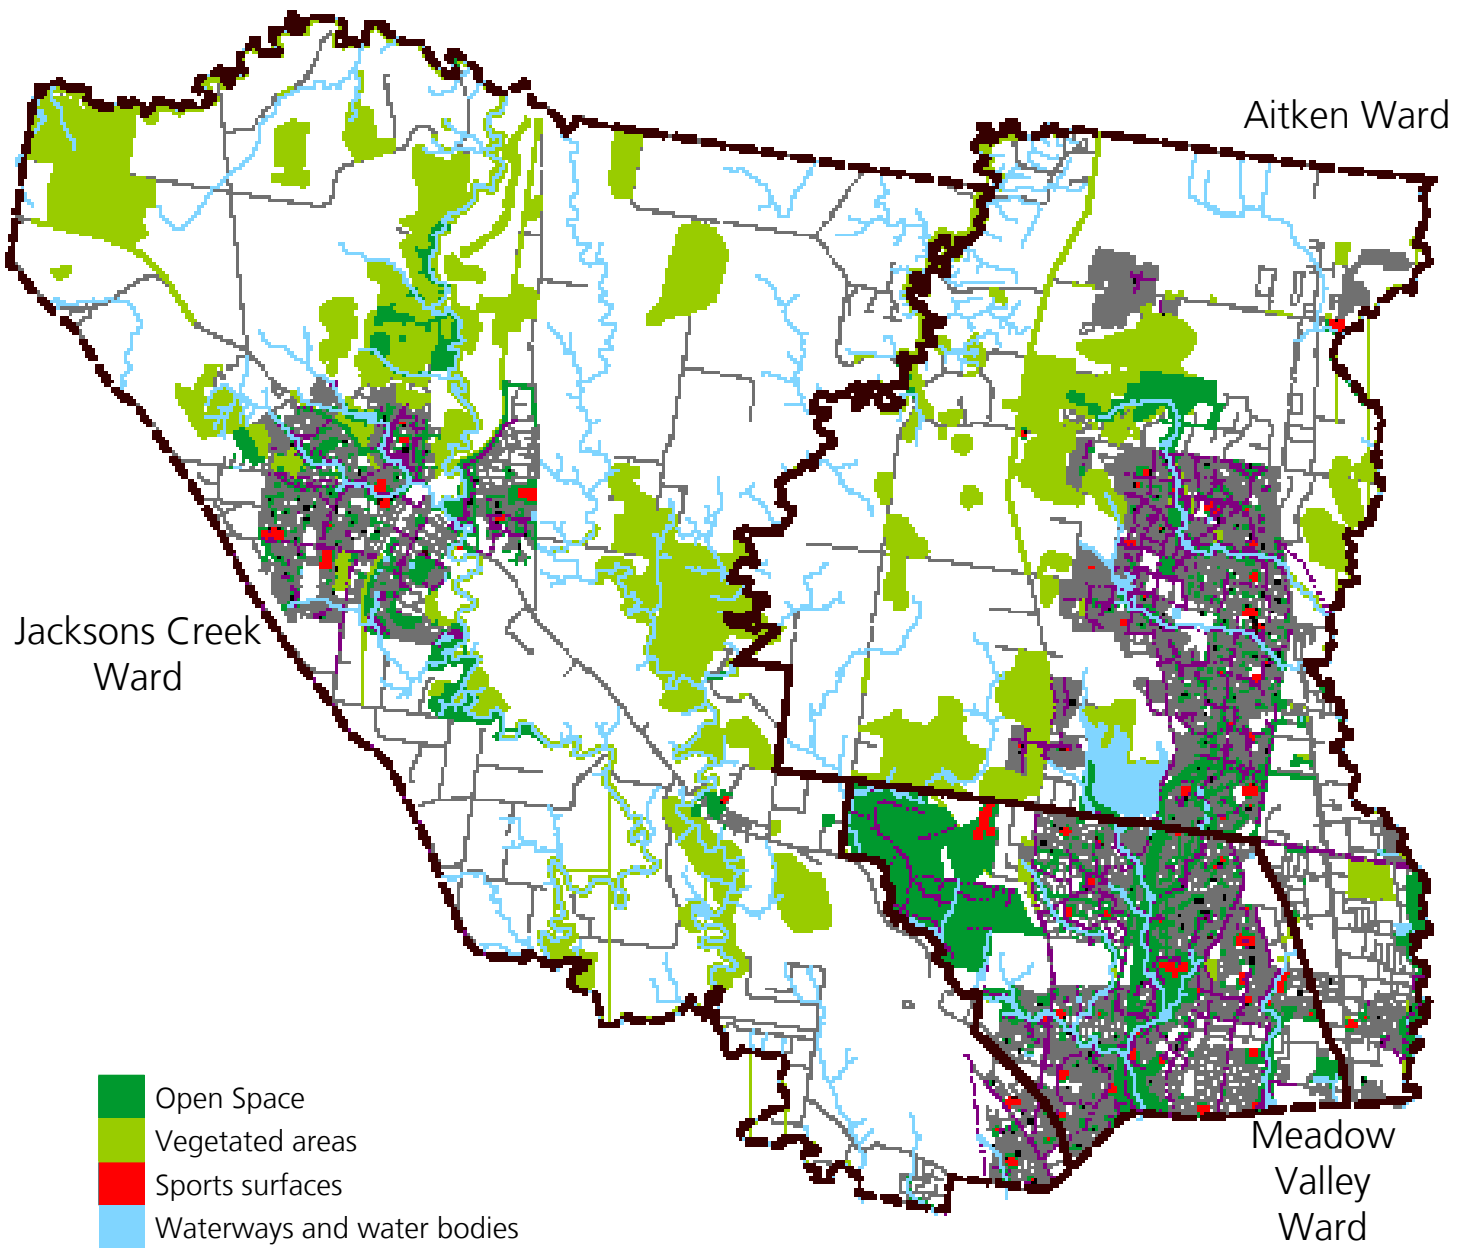 Aitken Ward
Jacksons Creek
Ward
Open Space
Vegetated areas
Sports surfaces
Waterways and water bodies
Meadow
Valley
Ward